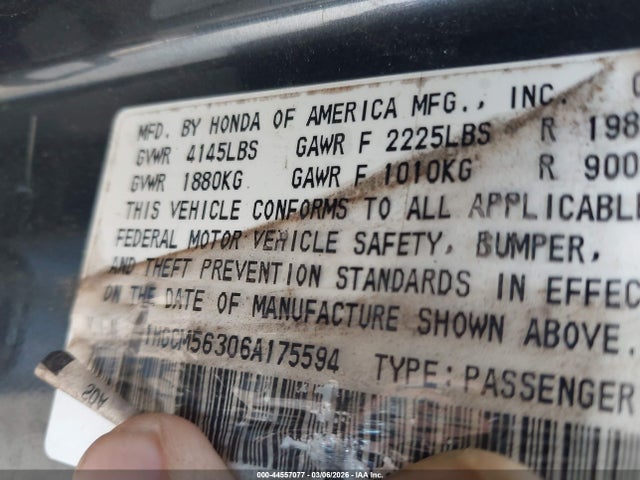 MFD. BY HONDA OF AMERICA MFG., INC.
GVWR 4145LBS GAWR F 2225LBS R 198
GVWR 1880KG GAWR F 1010KG R 900
THIS VEHICLE CONFORMS TO ALL APPLICABLE
FEDERAL MOTOR VEHICLE SAFETY, BUMPER,
AND THEFT PREVENTION STANDARDS IN EFFEC
ON THE DATE OF MANUFACTURE SHOWN ABOVE.
1HGCM56306A175594 TYPE: PASSENGER
204
000-44557077 | 03/06/2026 | IAA Inc.